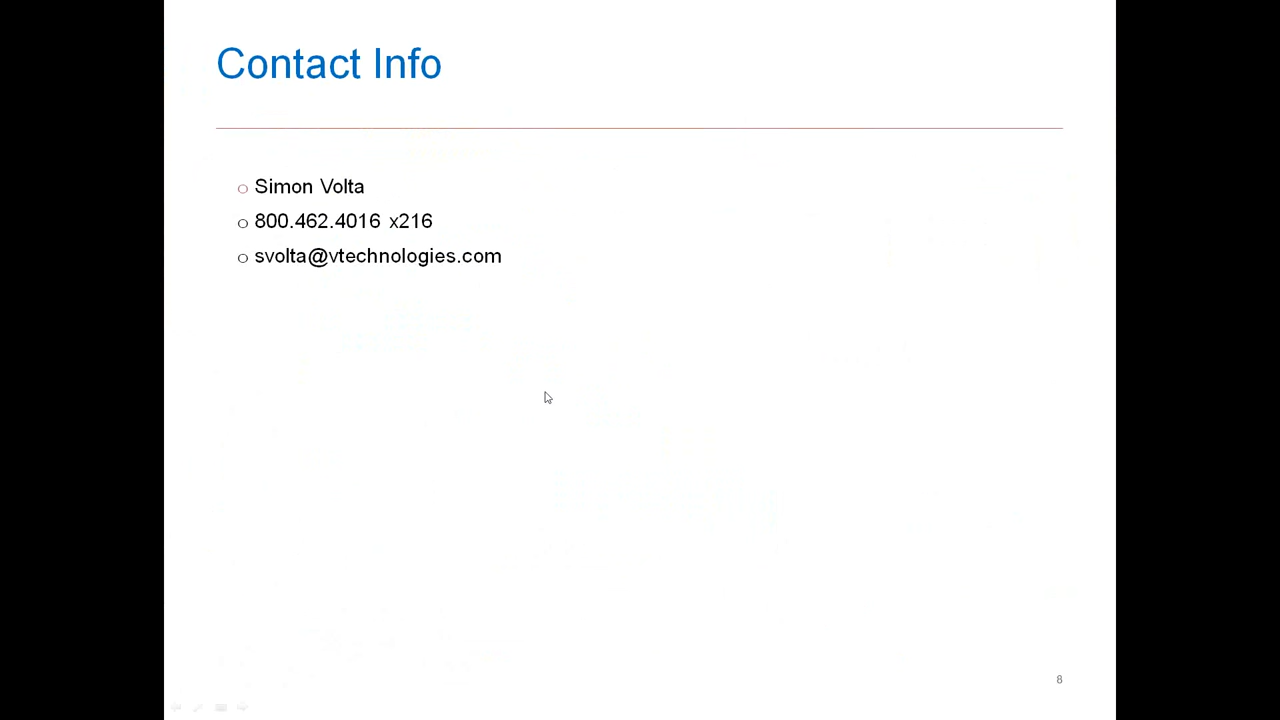 Contact Info
Simon Volta
800.462.4016 x216
svolta@vtechnologies.com
8